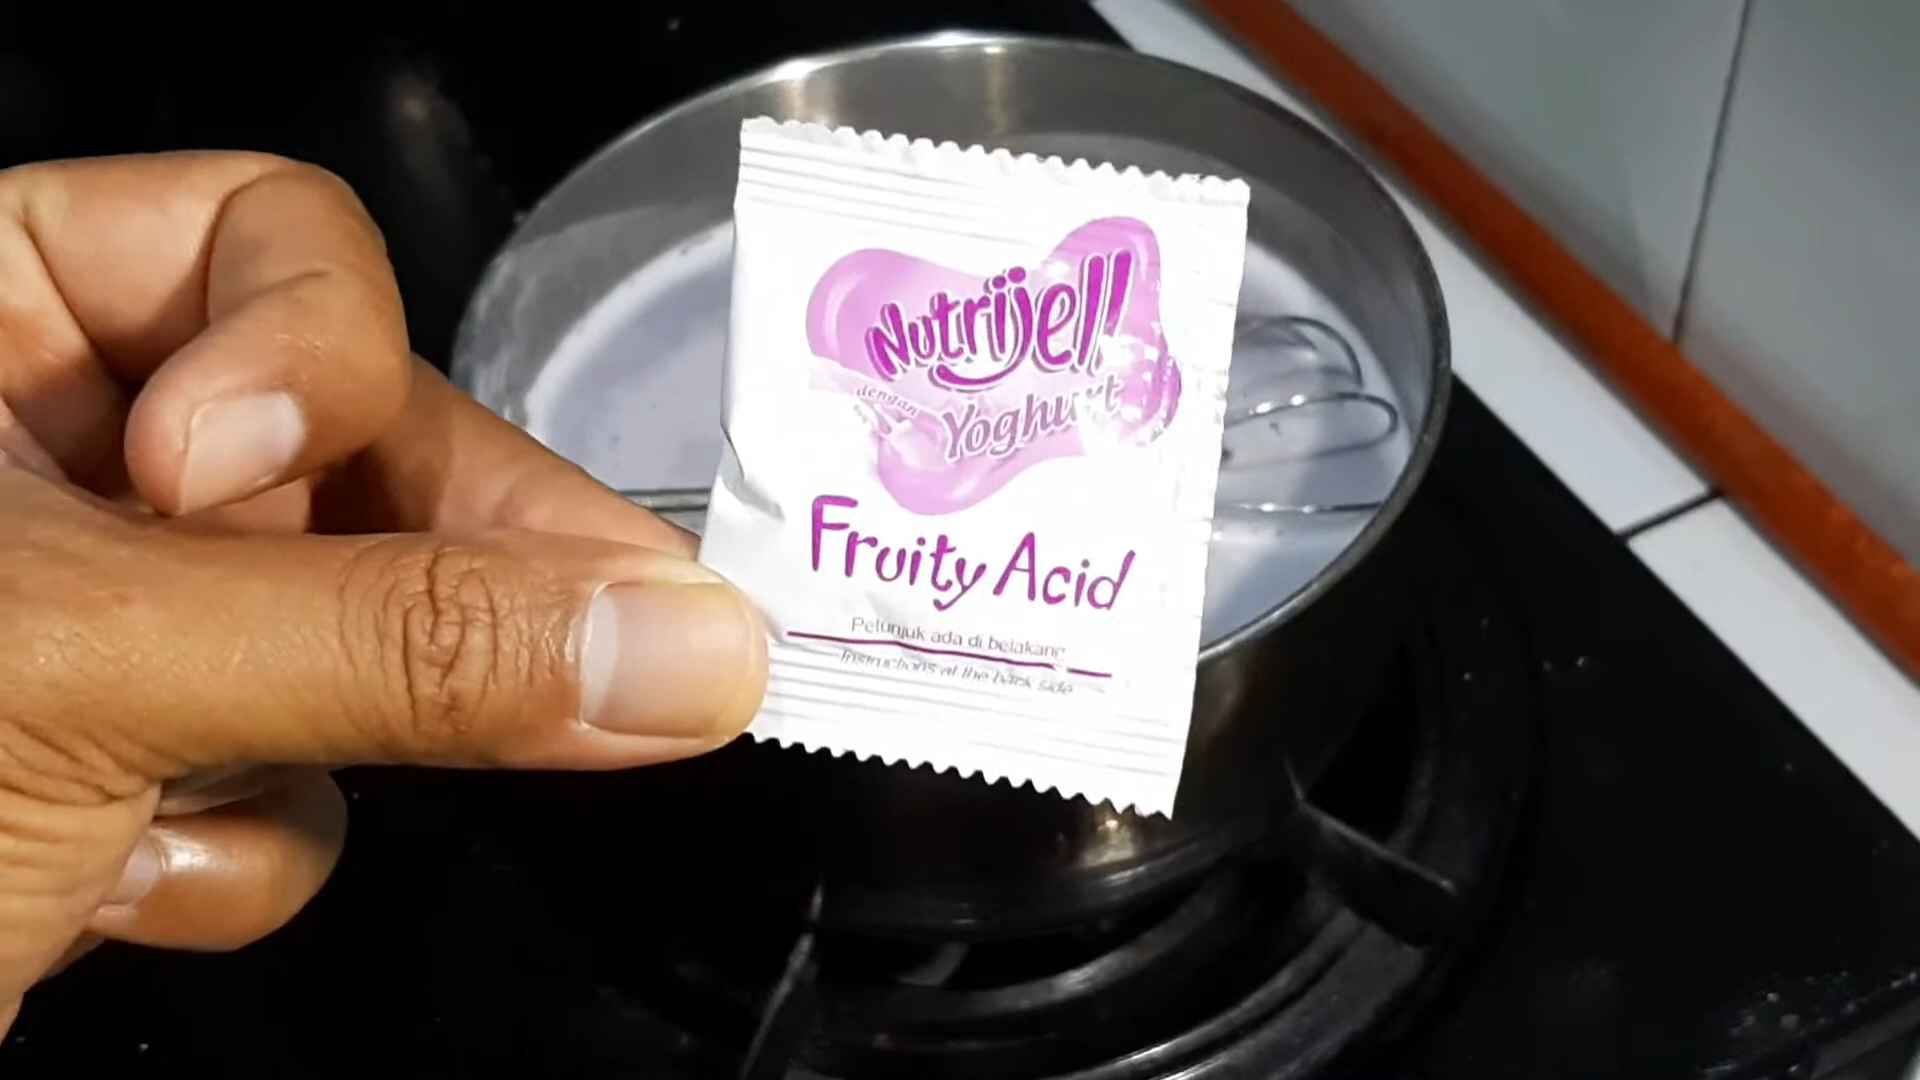 Nutrijell
dengan
Yoghurt
Fruity Acid
Petunjuk ada di belakang
Instructions at the back side